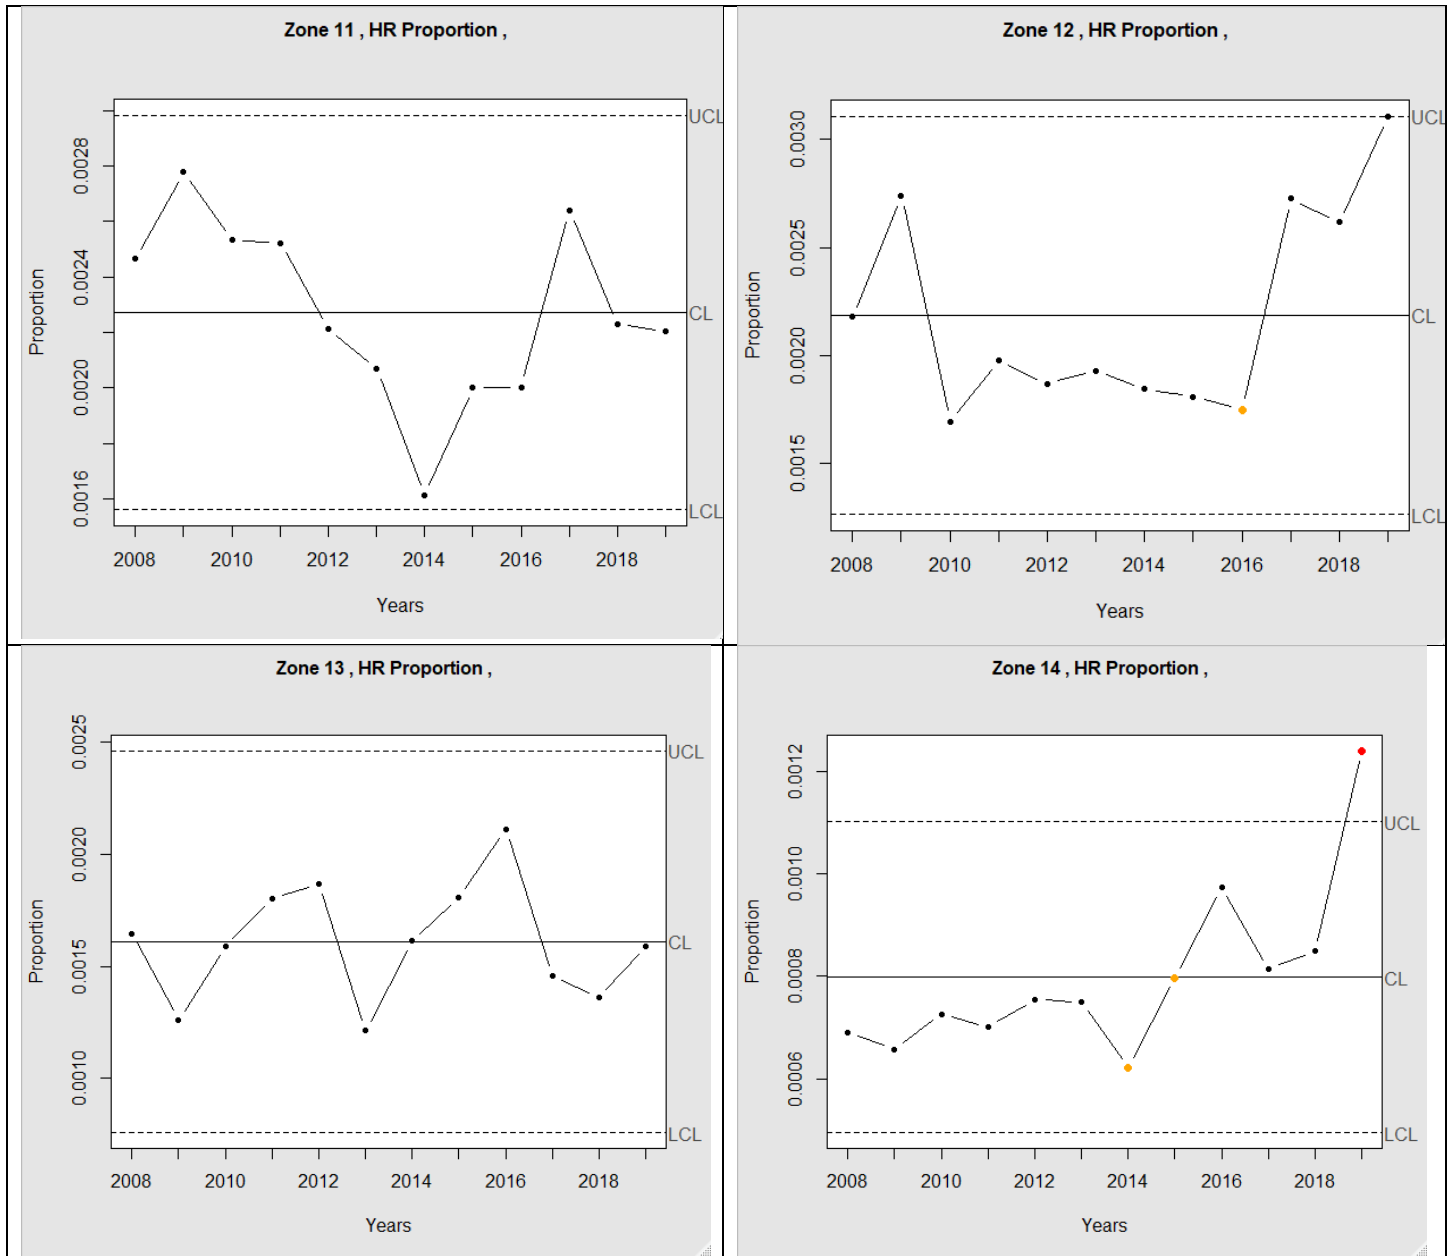 Zone 11 , HR Proportion ,
UCL
0.0028
0.0024
CL
0.0020
0.0016
LCL
Proportion
2008 2010 2012 2014 2016 2018
Years
Zone 12 , HR Proportion ,
UCL
0.0030
0.0025
CL
0.0020
0.0015
LCL
Proportion
2008 2010 2012 2014 2016 2018
Years
Zone 13 , HR Proportion ,
0.0025
UCL
0.0020
CL
0.0015
0.0010
LCL
Proportion
2008 2010 2012 2014 2016 2018
Years
Zone 14 , HR Proportion ,
0.0012
UCL
0.0010
0.0008
CL
0.0006
LCL
Proportion
2008 2010 2012 2014 2016 2018
Years